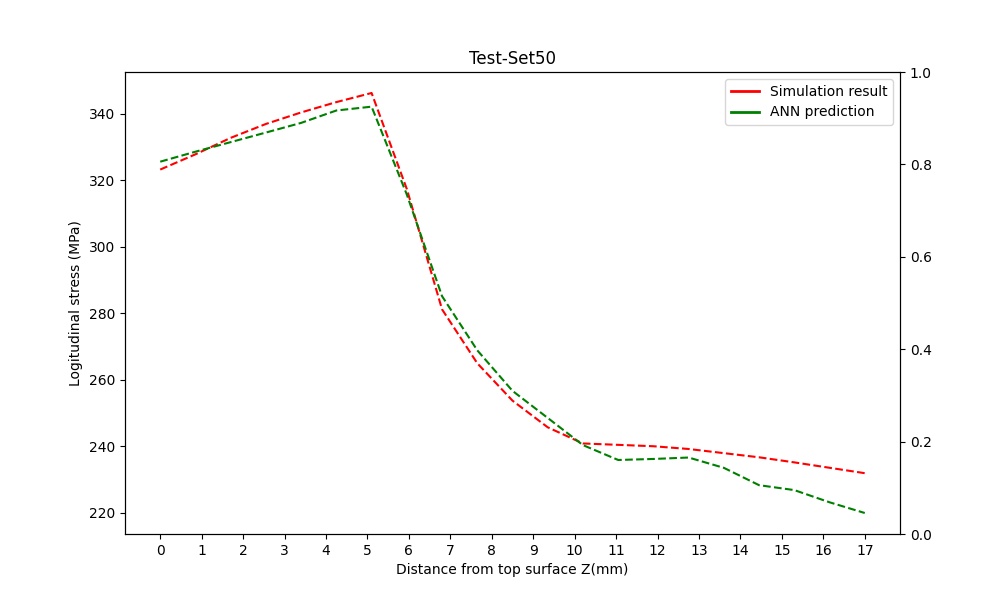 Test-Set50
Simulation result
ANN prediction
Logitudinal stress (MPa)
340
320
300
280
260
240
220
1.0
0.8
0.6
0.4
0.2
0.0
0 1 2 3 4 5 6 7 8 9 10 11 12 13 14 15 16 17
Distance from top surface Z(mm)